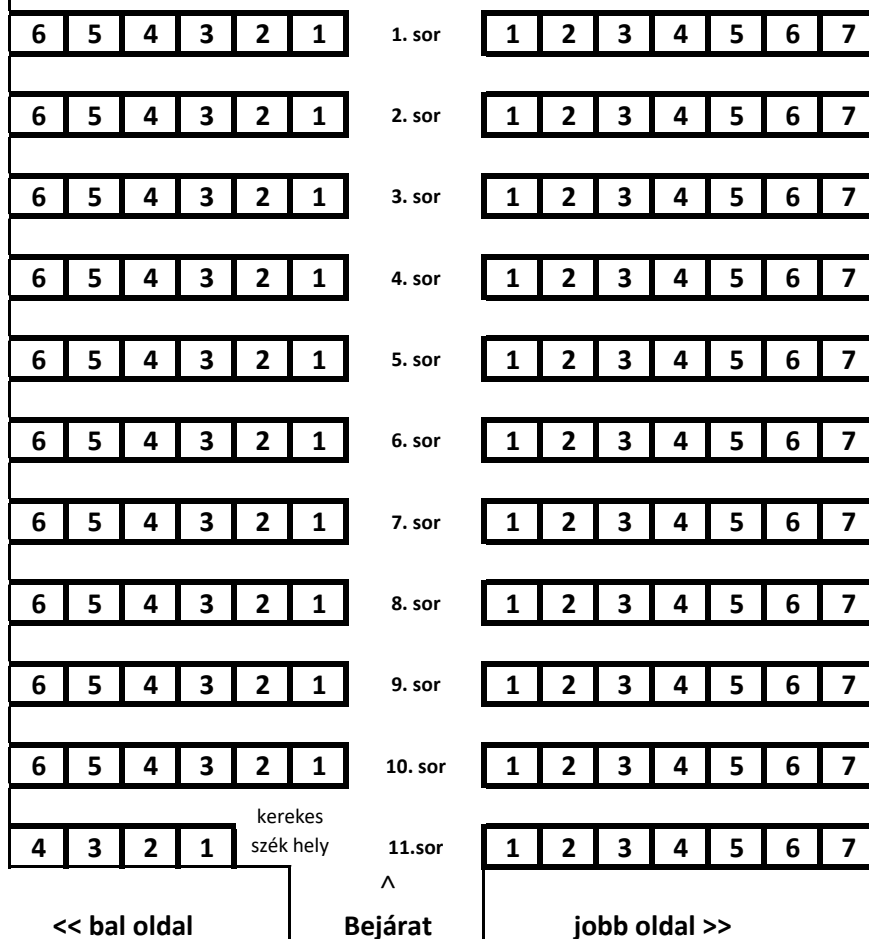 6 5 4 3 2 1 1. sor 1 2 3 4 5 6 7
6 5 4 3 2 1 2. sor 1 2 3 4 5 6 7
6 5 4 3 2 1 3. sor 1 2 3 4 5 6 7
6 5 4 3 2 1 4. sor 1 2 3 4 5 6 7
6 5 4 3 2 1 5. sor 1 2 3 4 5 6 7
6 5 4 3 2 1 6. sor 1 2 3 4 5 6 7
6 5 4 3 2 1 7. sor 1 2 3 4 5 6 7
6 5 4 3 2 1 8. sor 1 2 3 4 5 6 7
6 5 4 3 2 1 9. sor 1 2 3 4 5 6 7
6 5 4 3 2 1 10. sor 1 2 3 4 5 6 7
kerekes
4 3 2 1 szék hely 11.sor 1 2 3 4 5 6 7
^
<< bal oldal Bejárat jobb oldal >>